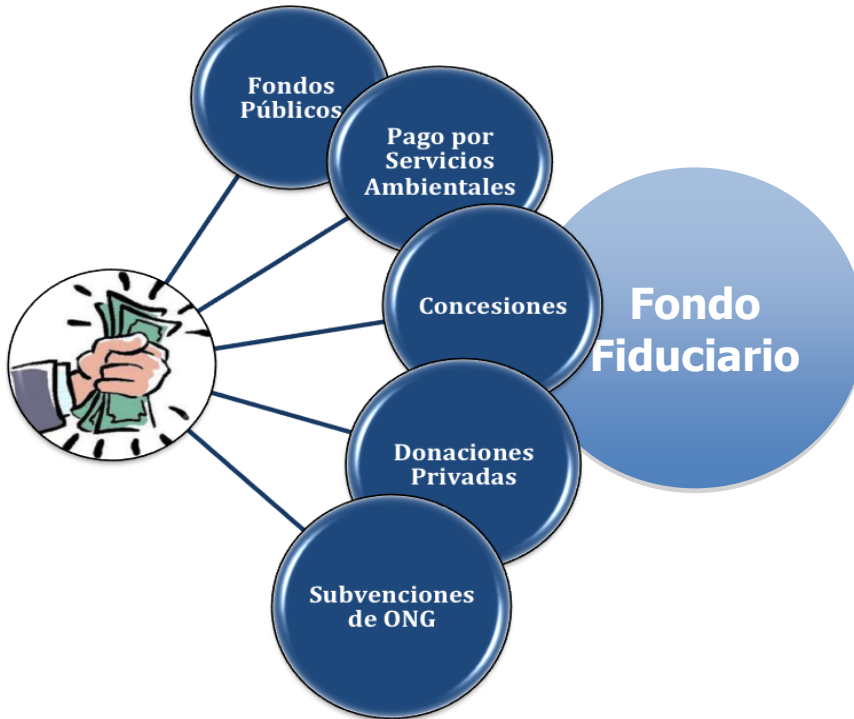 Fondos
Públicos
Pago por
Servicios
Ambientales
Concesiones
Fondo
Fiduciario
Donaciones
Privadas
Subvenciones
de ONG